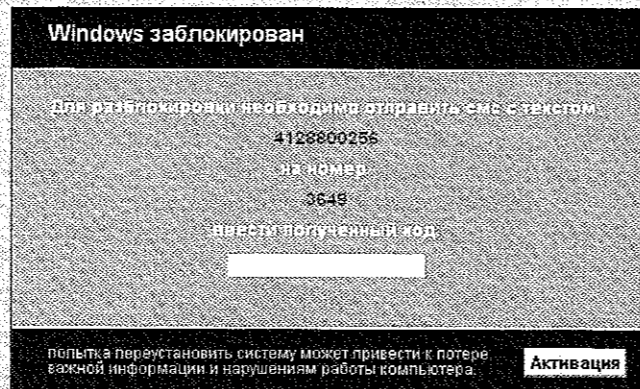 Windows заблокирован
Для разблокировки необходимо отправить смс с текстом
4128800256
на номер
3649
Ввести полученный код
попытка переустановить систему может привести к потере
важной информации и нарушениям работы компьютера.
Активация